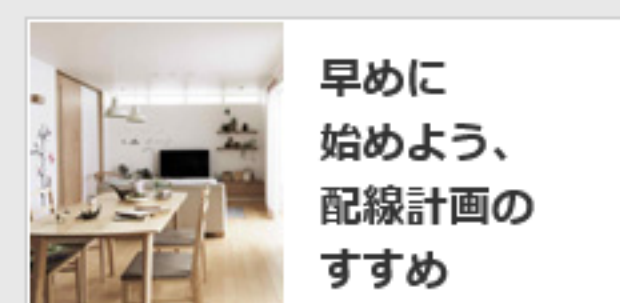 早めに
始めよう、
配線計画の
すすめ